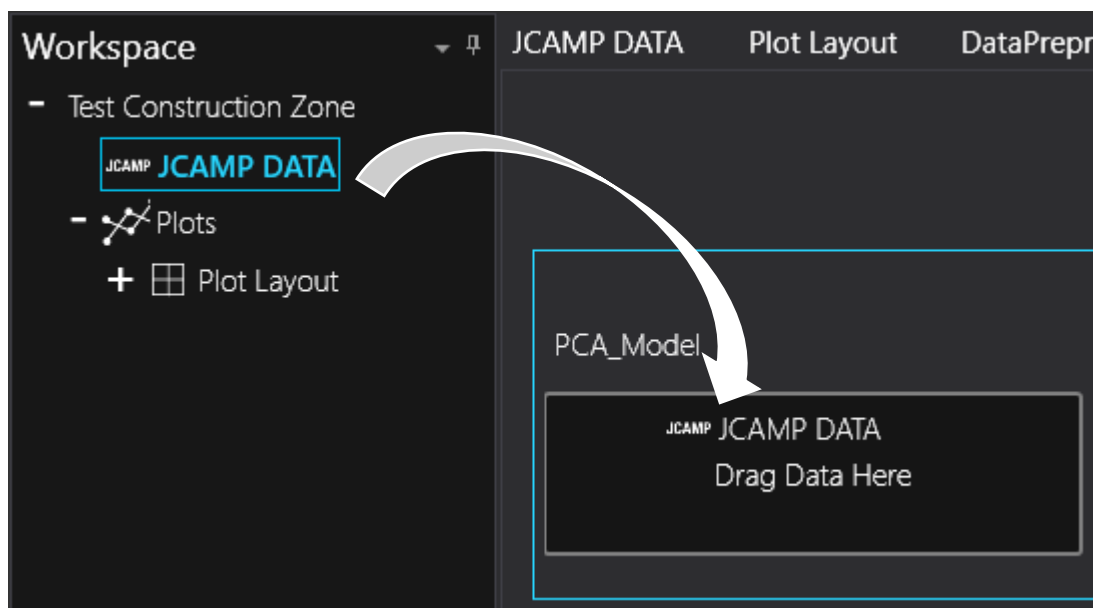 Workspace
Test Construction Zone
JCAMP JCAMP DATA
Plots
Plot Layout
JCAMP DATA Plot Layout DataPrepr
PCA_Model
JCAMP JCAMP DATA
Drag Data Here